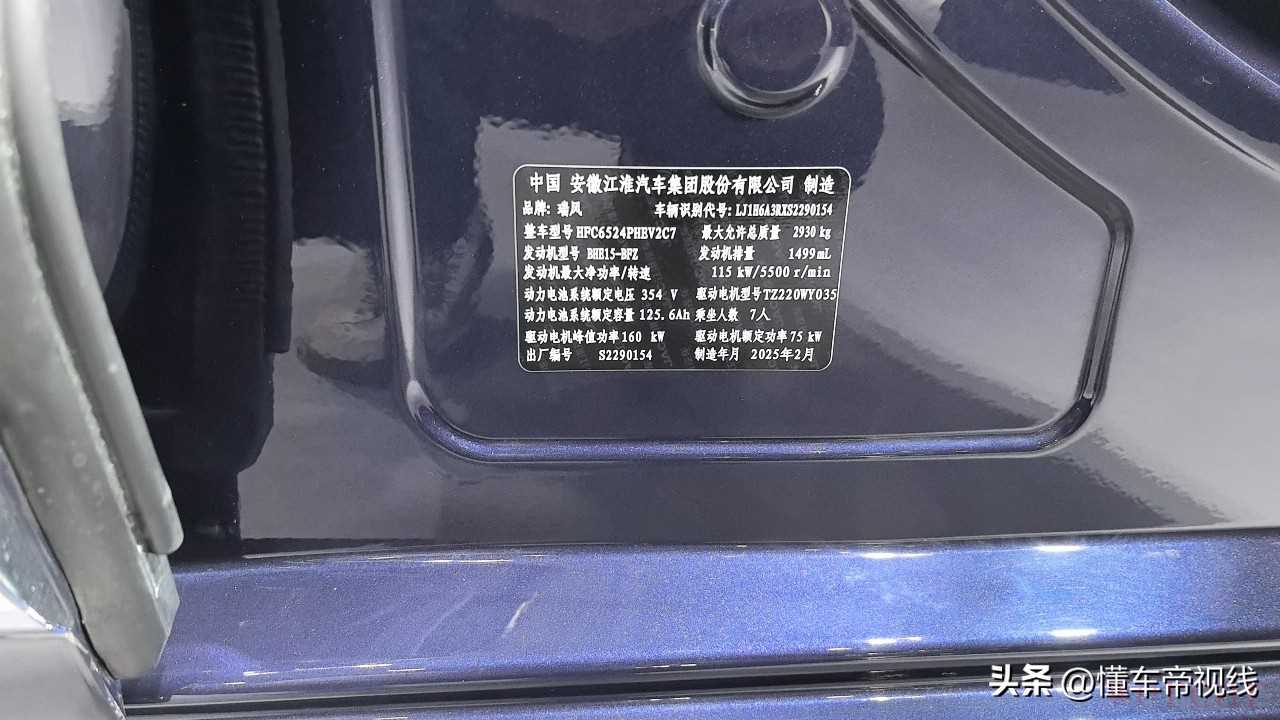 中国 安徽江淮汽车集团股份有限公司 制造
品牌: 瑞风 车辆识别代号: LJ1H6A3RXS2290154
整车型号 HFC6524PHEV2C7 最大允许总质量 2930 kg
发动机型号 BHE15-BFZ 发动机排量 1499mL
发动机最大净功率/转速 115 kW/5500 r/min
动力电池系统额定电压 354 V 驱动电机型号 TZ220WY035
动力电池系统额定容量 125.6Ah 乘坐人数 7人
驱动电机峰值功率 160 kW 驱动电机额定功率 75 kW
出厂编号 S2290154 制造年月 2025年2月
头条 @懂车帝视线